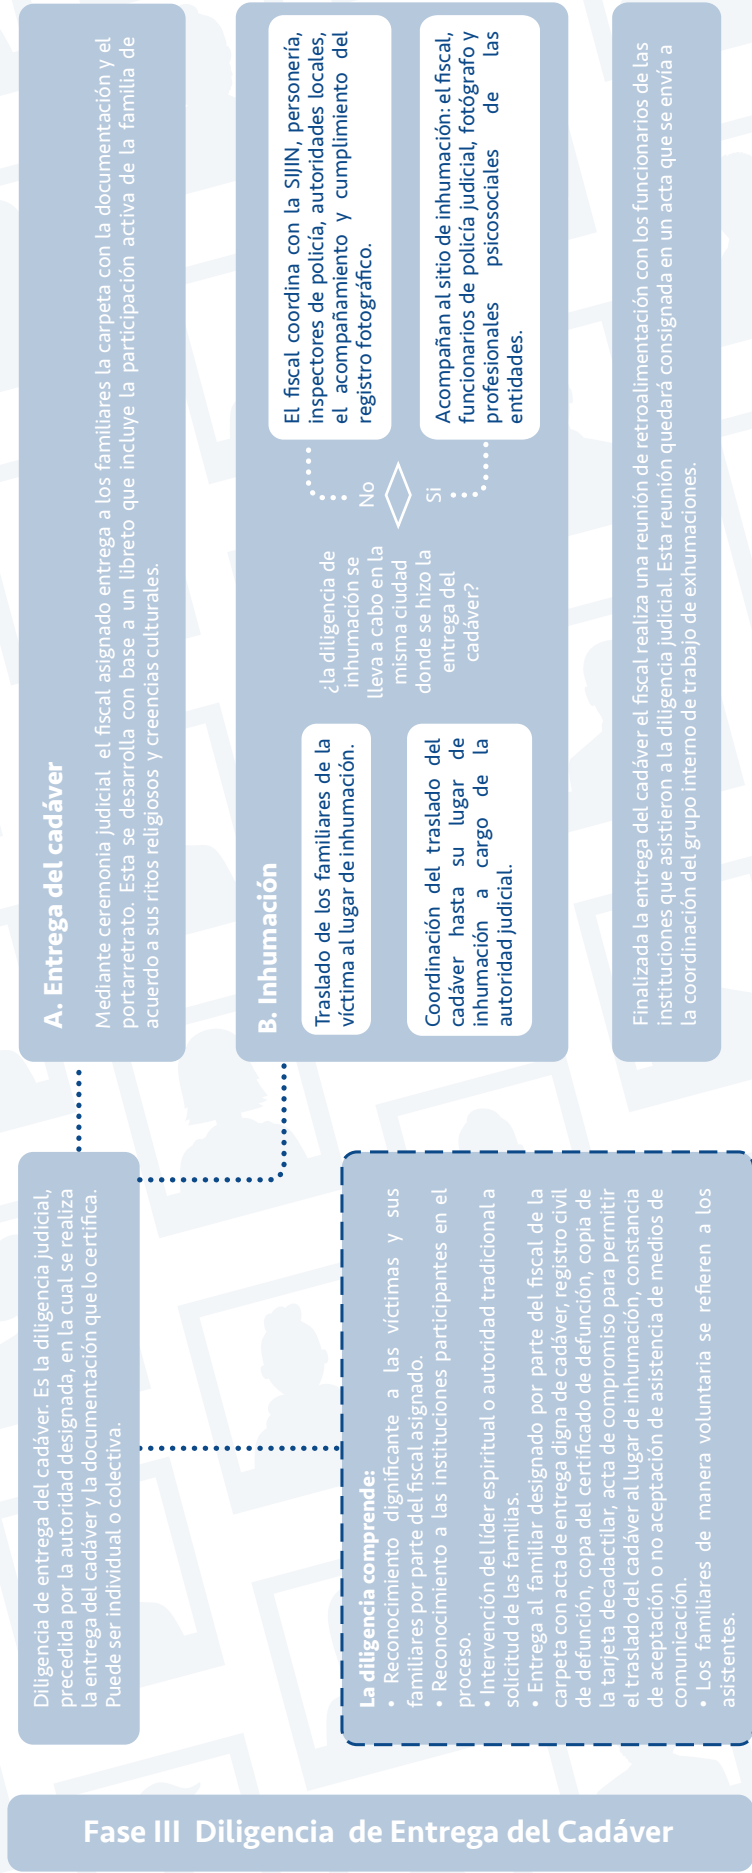 Fase III  Diligencia  de Entrega del Cadáver
Diligencia de entrega del cadáver. Es la diligencia judicial,
precedida por la autoridad designada, en la cual se realiza
la entrega del cadáver y la documentación que lo certifica.
Puede ser individual o colectiva.
La diligencia comprende:
• Reconocimiento dignificante a las víctimas y sus
familiares por parte del fiscal asignado.
• Reconocimiento a las instituciones participantes en el
proceso.
• Intervención del líder espiritual o autoridad tradicional a
solicitud de las familias.
• Entrega al familiar designado por parte del fiscal de la
carpeta con acta de entrega digna de cadáver, registro civil
de defunción, copa del certificado de defunción, copia de
la tarjeta decadactilar, acta de compromiso para permitir
el traslado del cadáver al lugar de inhumación, constancia
de aceptación o no aceptación de asistencia de medios de
comunicación.
• Los familiares de manera voluntaria se refieren a los
asistentes.
A. Entrega del cadáver
Mediante ceremonia judicial  el fiscal asignado entrega a los familiares la carpeta con la documentación y el
portarretrato. Esta se desarrolla con base a un libreto que incluye la participación activa de la familia de
acuerdo a sus ritos religiosos y creencias culturales.
B. Inhumación
Traslado de los familiares de la
víctima al lugar de inhumación.
Coordinación del traslado del
cadáver hasta su lugar de
inhumación a cargo de la
autoridad judicial.
¿la diligencia de
inhumación se
lleva a cabo en la
misma ciudad
donde se hizo la
entrega del
cadáver?
No
Si
El fiscal coordina con la SIJIN, personería,
inspectores de policía, autoridades locales,
el acompañamiento y cumplimiento del
registro fotográfico.
Acompañan al sitio de inhumación: el fiscal,
funcionarios de policía judicial, fotógrafo y
profesionales psicosociales de las
entidades.
Finalizada la entrega del cadáver el fiscal realiza una reunión de retroalimentación con los funcionarios de las
instituciones que asistieron a la diligencia judicial. Esta reunión quedará consignada en un acta que se envía a
la coordinación del grupo interno de trabajo de exhumaciones.